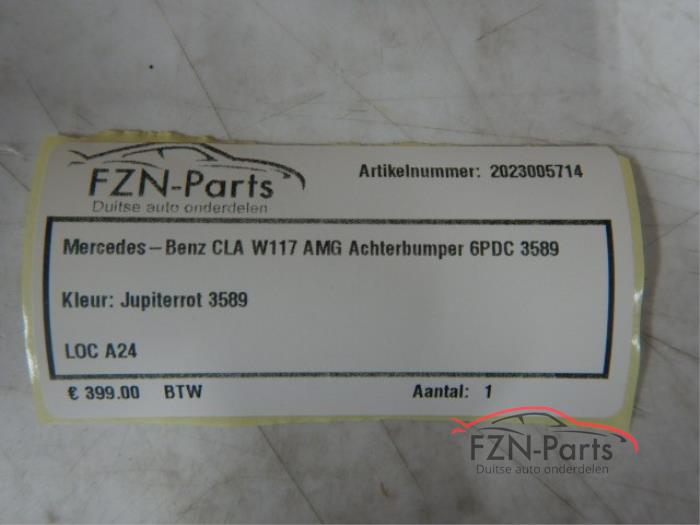 FZN-Parts
Duitse auto onderdelen
Artikelnummer: 2023005714
Mercedes-Benz CLA W117 AMG Achterbumper 6PDC 3589
Kleur: Jupiterrot 3589
LOC A24
€ 399.00 BTW Aantal: 1
FZN-Parts
Duitse auto onderdelen